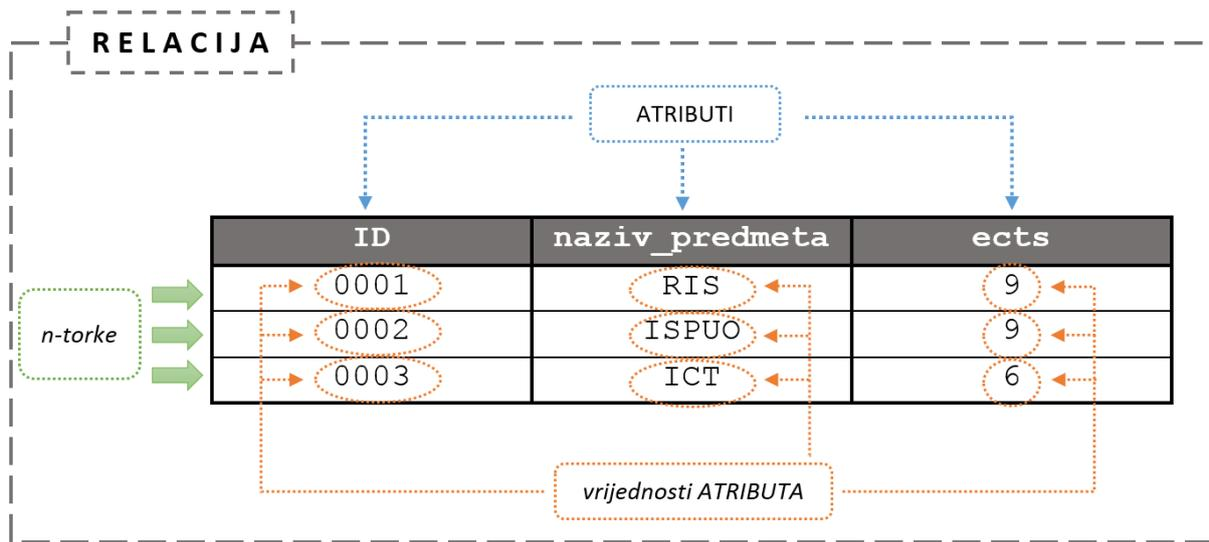 RELACIJA
ATRIBUTI
ID naziv_predmeta ects
0001 RIS 9
n-torke
0002 ISPUO 9
0003 ICT 6
vrijednosti ATRIBUTA